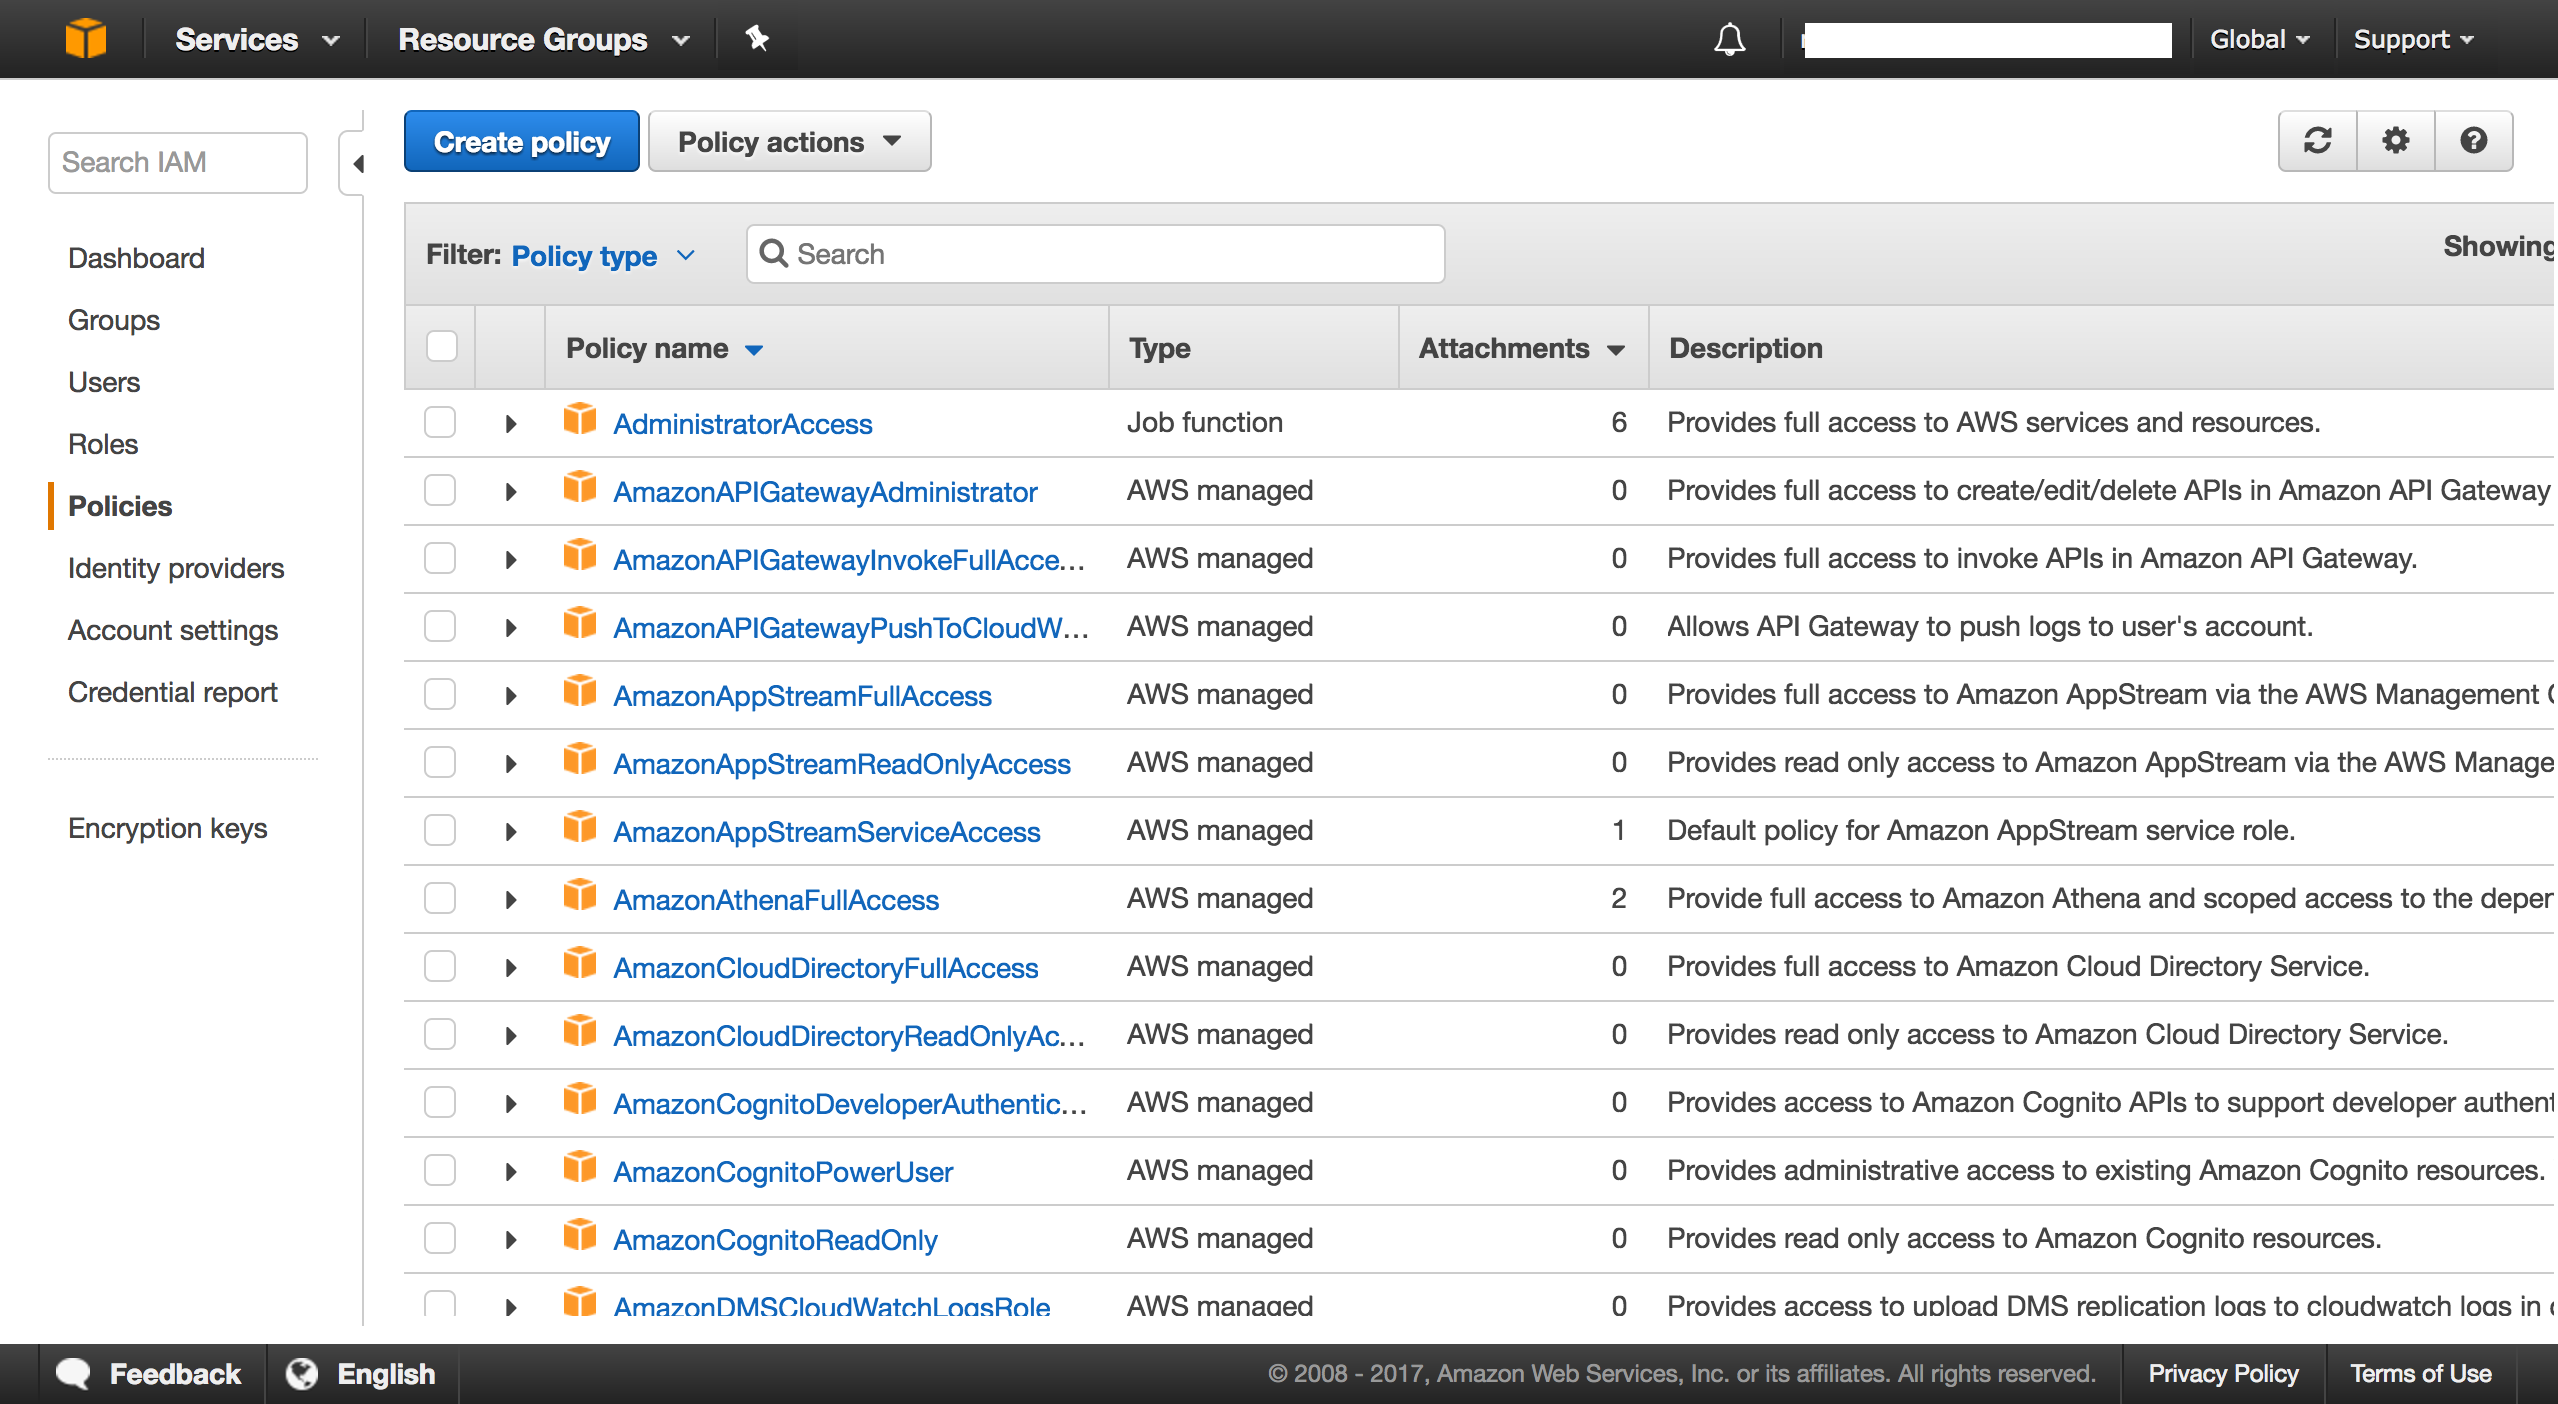 Services
Resource Groups
Global
Support
Search IAM
Dashboard
Groups
Users
Roles
Policies
Identity providers
Account settings
Credential report
Encryption keys
Create policy
Policy actions
Filter: Policy type
Search
Showing
Policy name Type Attachments Description
AdministratorAccess Job function 6 Provides full access to AWS services and resources.
AmazonAPIGatewayAdministrator AWS managed 0 Provides full access to create/edit/delete APIs in Amazon API Gateway
AmazonAPIGatewayInvokeFullAcce... AWS managed 0 Provides full access to invoke APIs in Amazon API Gateway.
AmazonAPIGatewayPushToCloudW... AWS managed 0 Allows API Gateway to push logs to user's account.
AmazonAppStreamFullAccess AWS managed 0 Provides full access to Amazon AppStream via the AWS Management
AmazonAppStreamReadOnlyAccess AWS managed 0 Provides read only access to Amazon AppStream via the AWS Manage
AmazonAppStreamServiceAccess AWS managed 1 Default policy for Amazon AppStream service role.
AmazonAthenaFullAccess AWS managed 2 Provide full access to Amazon Athena and scoped access to the deper
AmazonCloudDirectoryFullAccess AWS managed 0 Provides full access to Amazon Cloud Directory Service.
AmazonCloudDirectoryReadOnlyAc... AWS managed 0 Provides read only access to Amazon Cloud Directory Service.
AmazonCognitoDeveloperAuthentic... AWS managed 0 Provides access to Amazon Cognito APIs to support developer authent
AmazonCognitoPowerUser AWS managed 0 Provides administrative access to existing Amazon Cognito resources.
AmazonCognitoReadOnly AWS managed 0 Provides read only access to Amazon Cognito resources.
AmazonDMSCloudWatchLogsRole AWS managed 0 Provides access to upload DMS replication logs to cloudwatch logs in
Feedback
English
© 2008 - 2017, Amazon Web Services, Inc. or its affiliates. All rights reserved.
Privacy Policy
Terms of Use